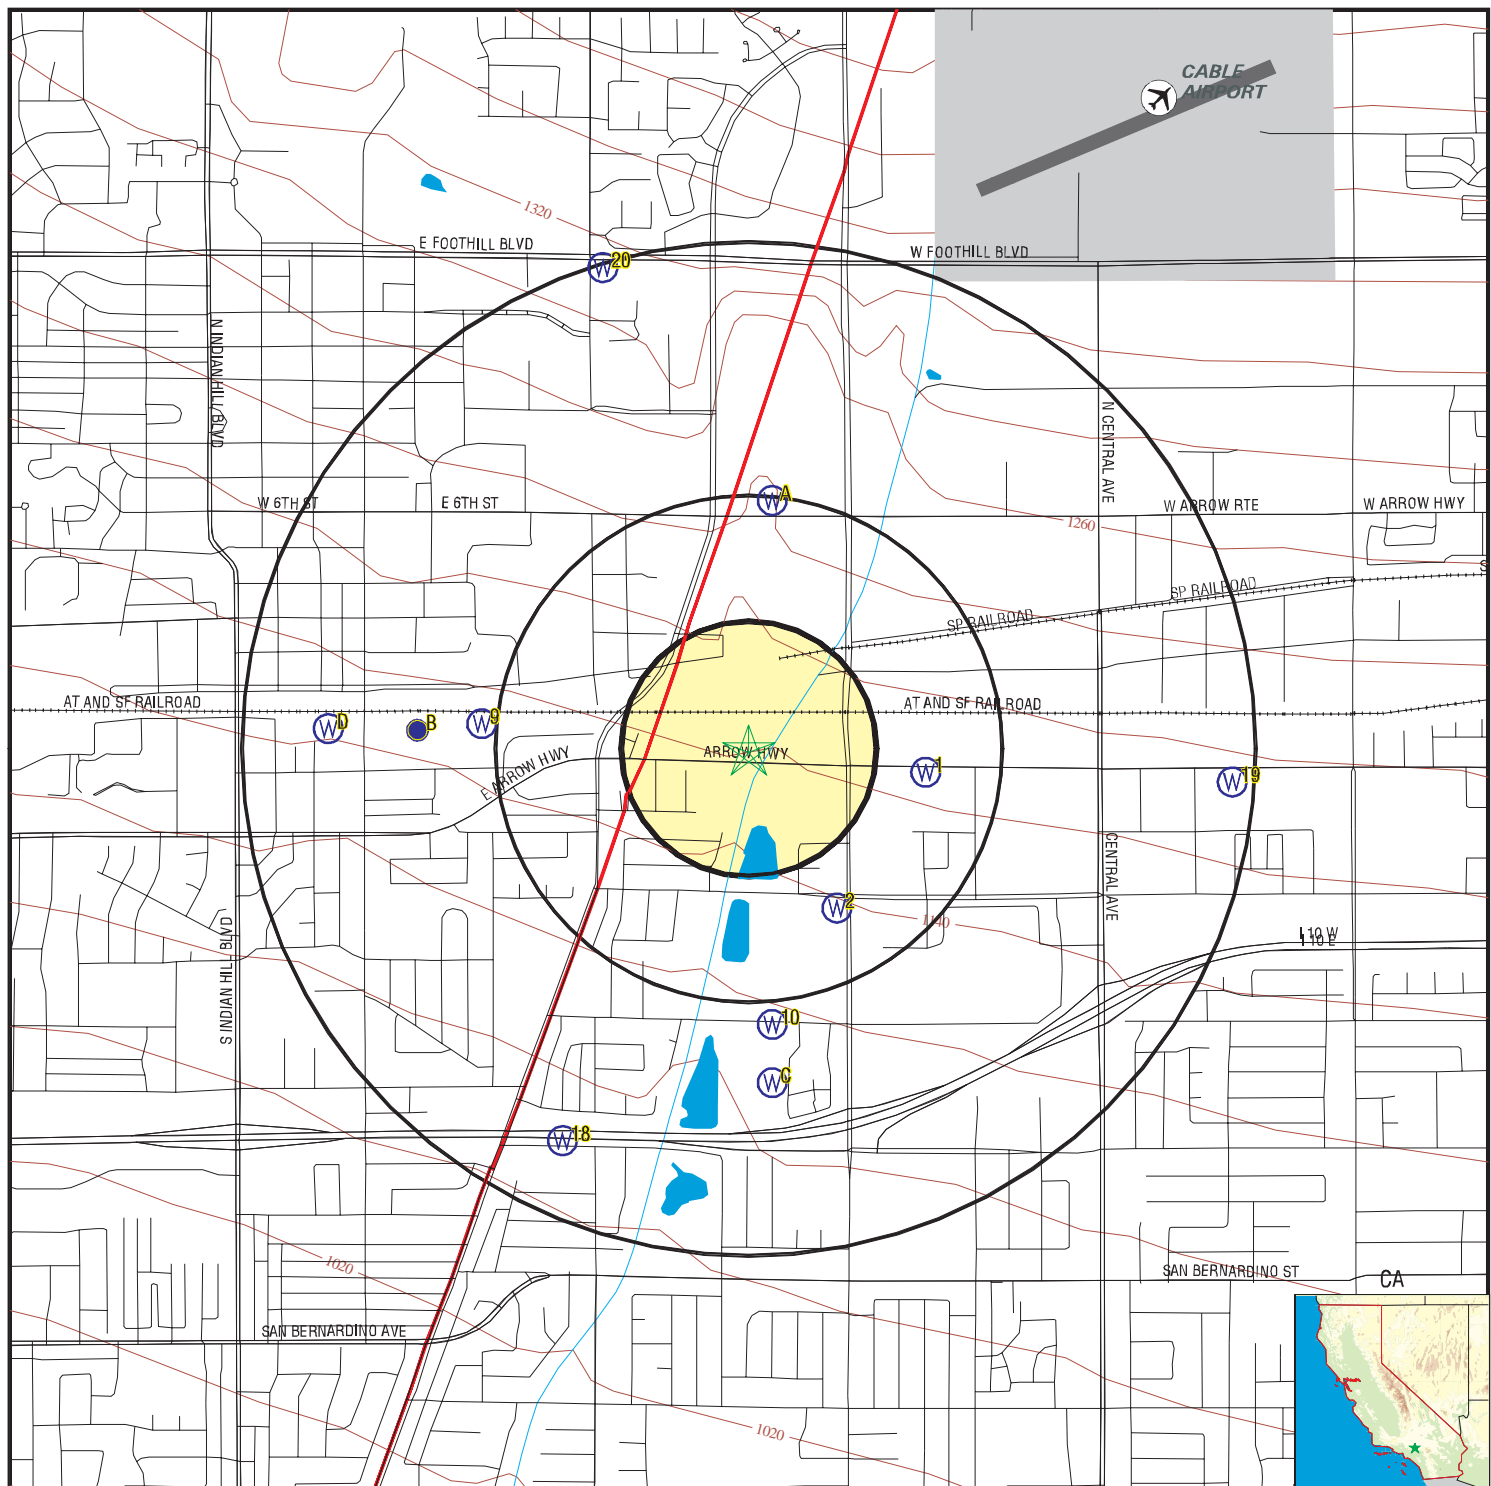 CABLE
AIRPORT
1320
E FOOTHILL BLVD
W FOOTHILL BLVD
W 20
N INDIAN HILL BLVD
N CENTRAL AVE
W 6TH ST
E 6TH ST
W A
W ARROW RTE
W ARROW HWY
1260
SP RAILROAD
SP RAILROAD
S
AT AND SF RAILROAD
AT AND SF RAILROAD
W D
B
W 9
E ARROW HWY
ARROW HWY
W 1
W 19
CENTRAL AVE
W 2
1140
S INDIAN HILL BLVD
I 10 W
I 10 E
W 10
W C
W 18
1020
SAN BERNARDINO ST
CA
SAN BERNARDINO AVE
1020